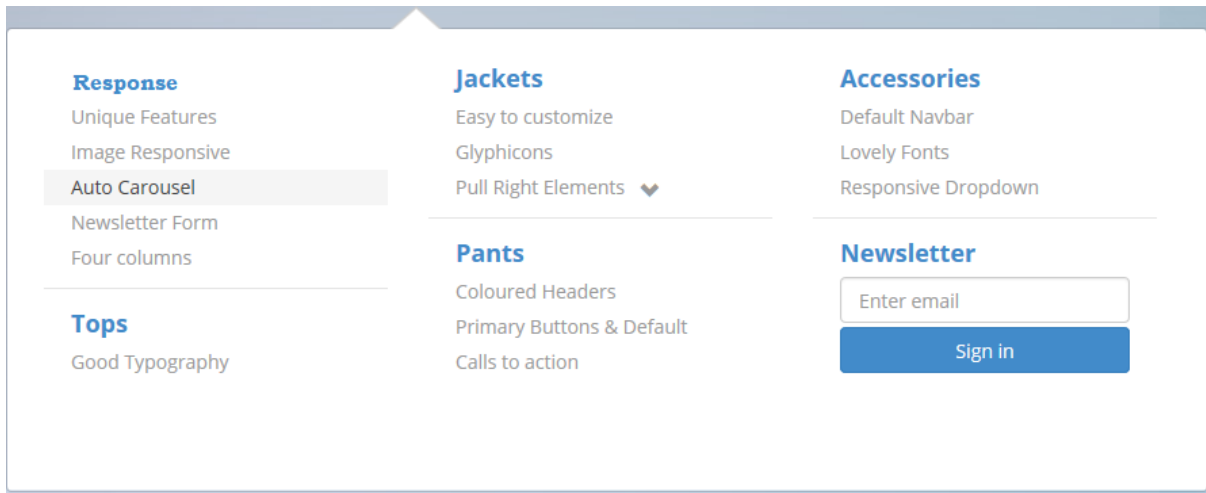 Response
Unique Features
Image Responsive
Auto Carousel
Newsletter Form
Four columns
Tops
Good Typography
Jackets
Easy to customize
Glyphicons
Pull Right Elements
Pants
Coloured Headers
Primary Buttons & Default
Calls to action
Accessories
Default Navbar
Lovely Fonts
Responsive Dropdown
Newsletter
Enter email
Sign in